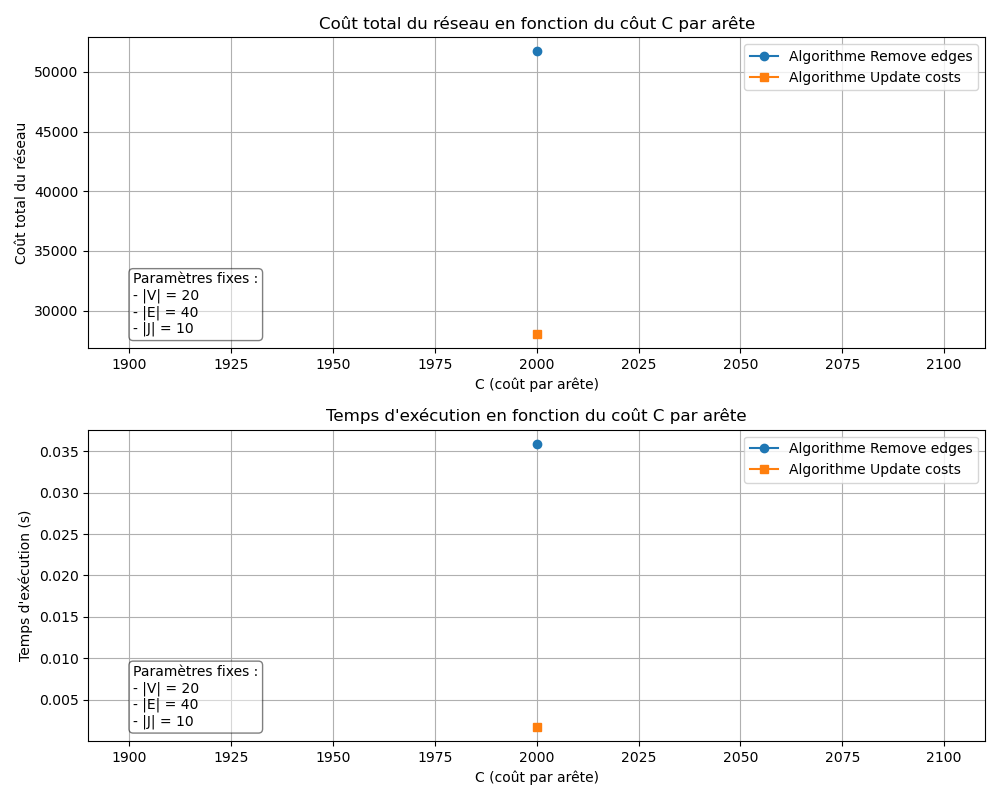 Coût total du réseau en fonction du côut C par arête
Algorithme Remove edges
Algorithme Update costs
50000
45000
40000
35000
30000
Coût total du réseau
Paramètres fixes :
- |V| = 20
- |E| = 40
- |J| = 10
1900 1925 1950 1975 2000 2025 2050 2075 2100
C (coût par arête)
Temps d'exécution en fonction du coût C par arête
Algorithme Remove edges
Algorithme Update costs
0.035
0.030
0.025
0.020
0.015
0.010
0.005
Temps d'exécution (s)
Paramètres fixes :
- |V| = 20
- |E| = 40
- |J| = 10
1900 1925 1950 1975 2000 2025 2050 2075 2100
C (coût par arête)